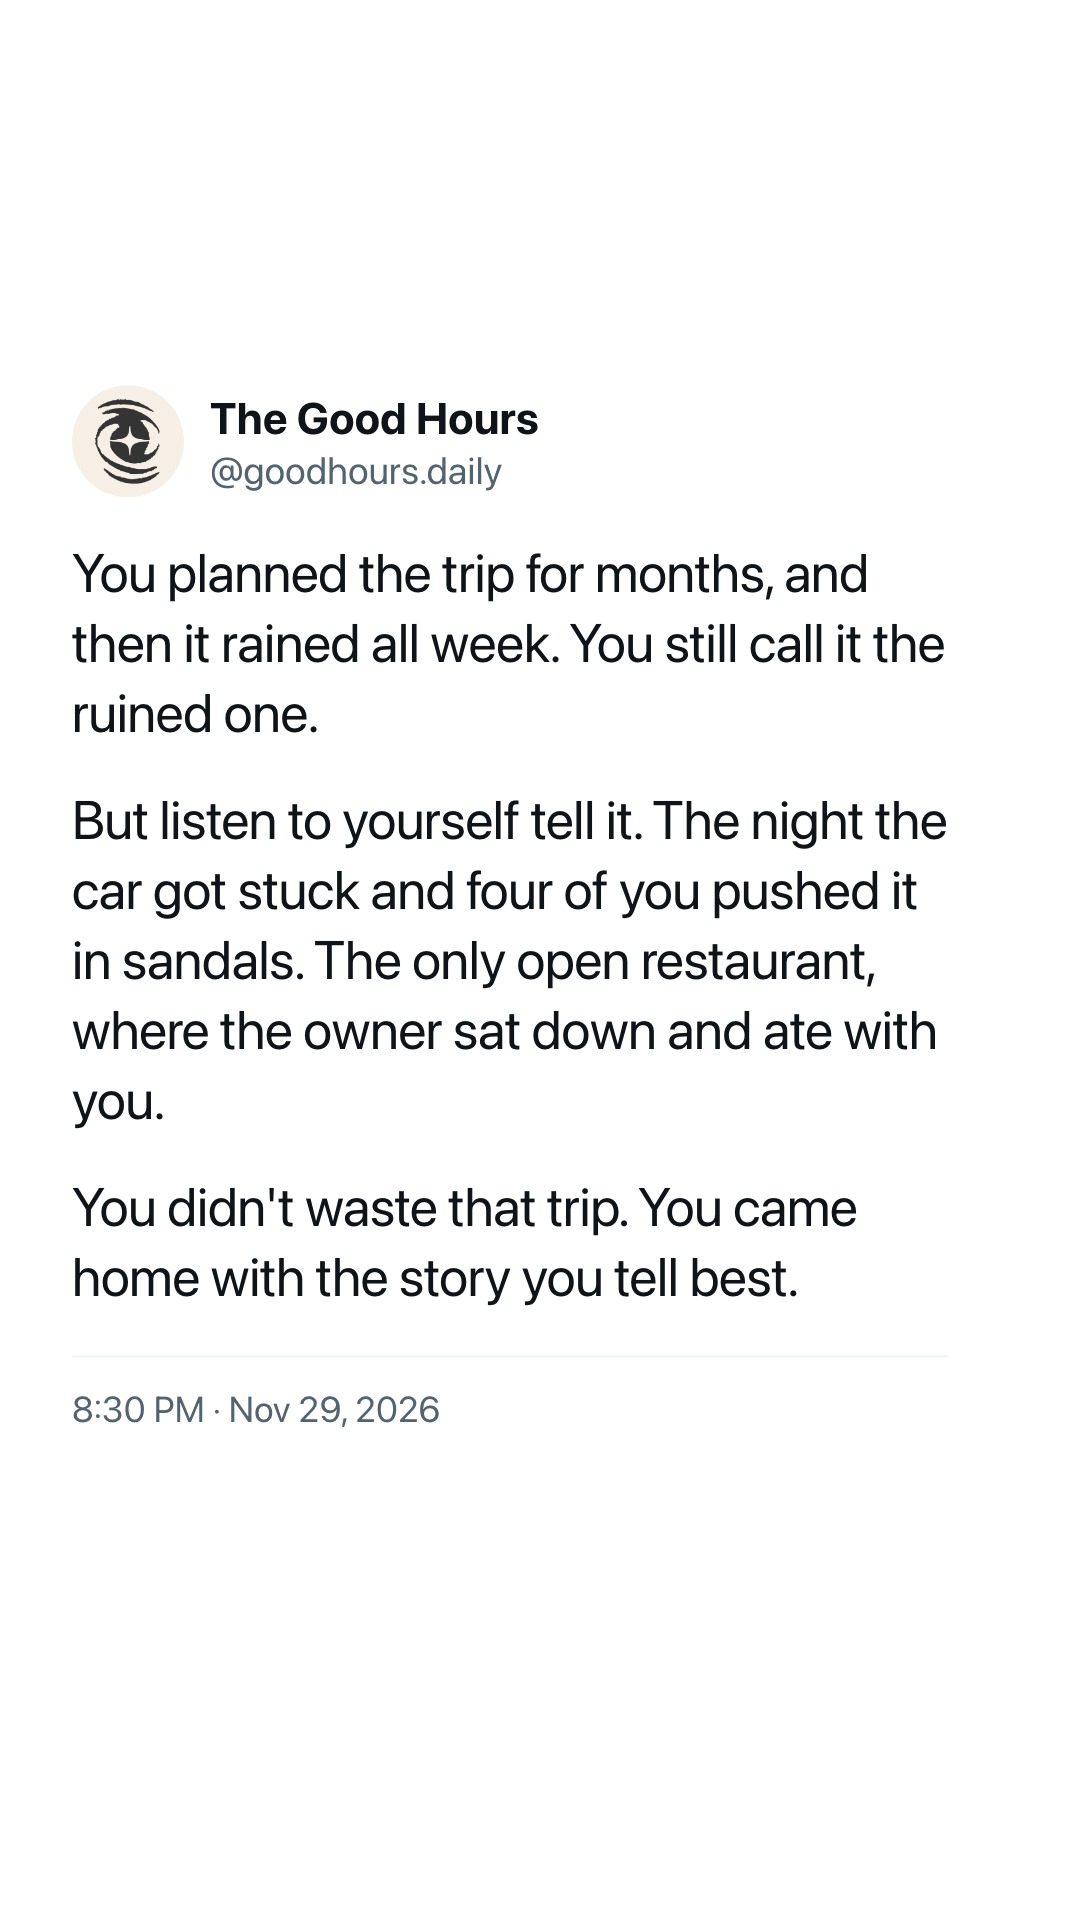 The Good Hours
@goodhours.daily
You planned the trip for months, and
then it rained all week. You still call it the
ruined one.
But listen to yourself tell it. The night the
car got stuck and four of you pushed it
in sandals. The only open restaurant,
where the owner sat down and ate with
you.
You didn't waste that trip. You came
home with the story you tell best.
8:30 PM · Nov 29, 2026